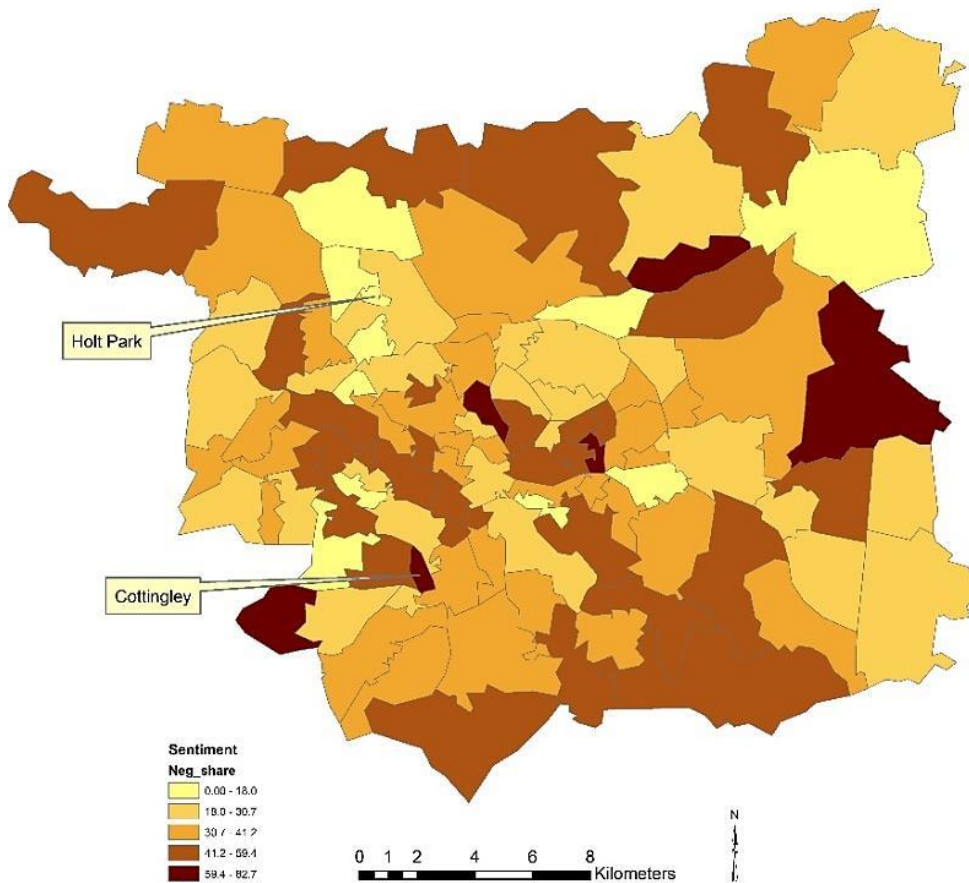 Holt Park
Cottingley
Sentiment
Neg_share
0.00 - 18.0
18.0 - 30.7
30.7 - 41.2
41.2 - 59.4
59.4 - 82.7
N
0 1 2 4 6 8
Kilometers